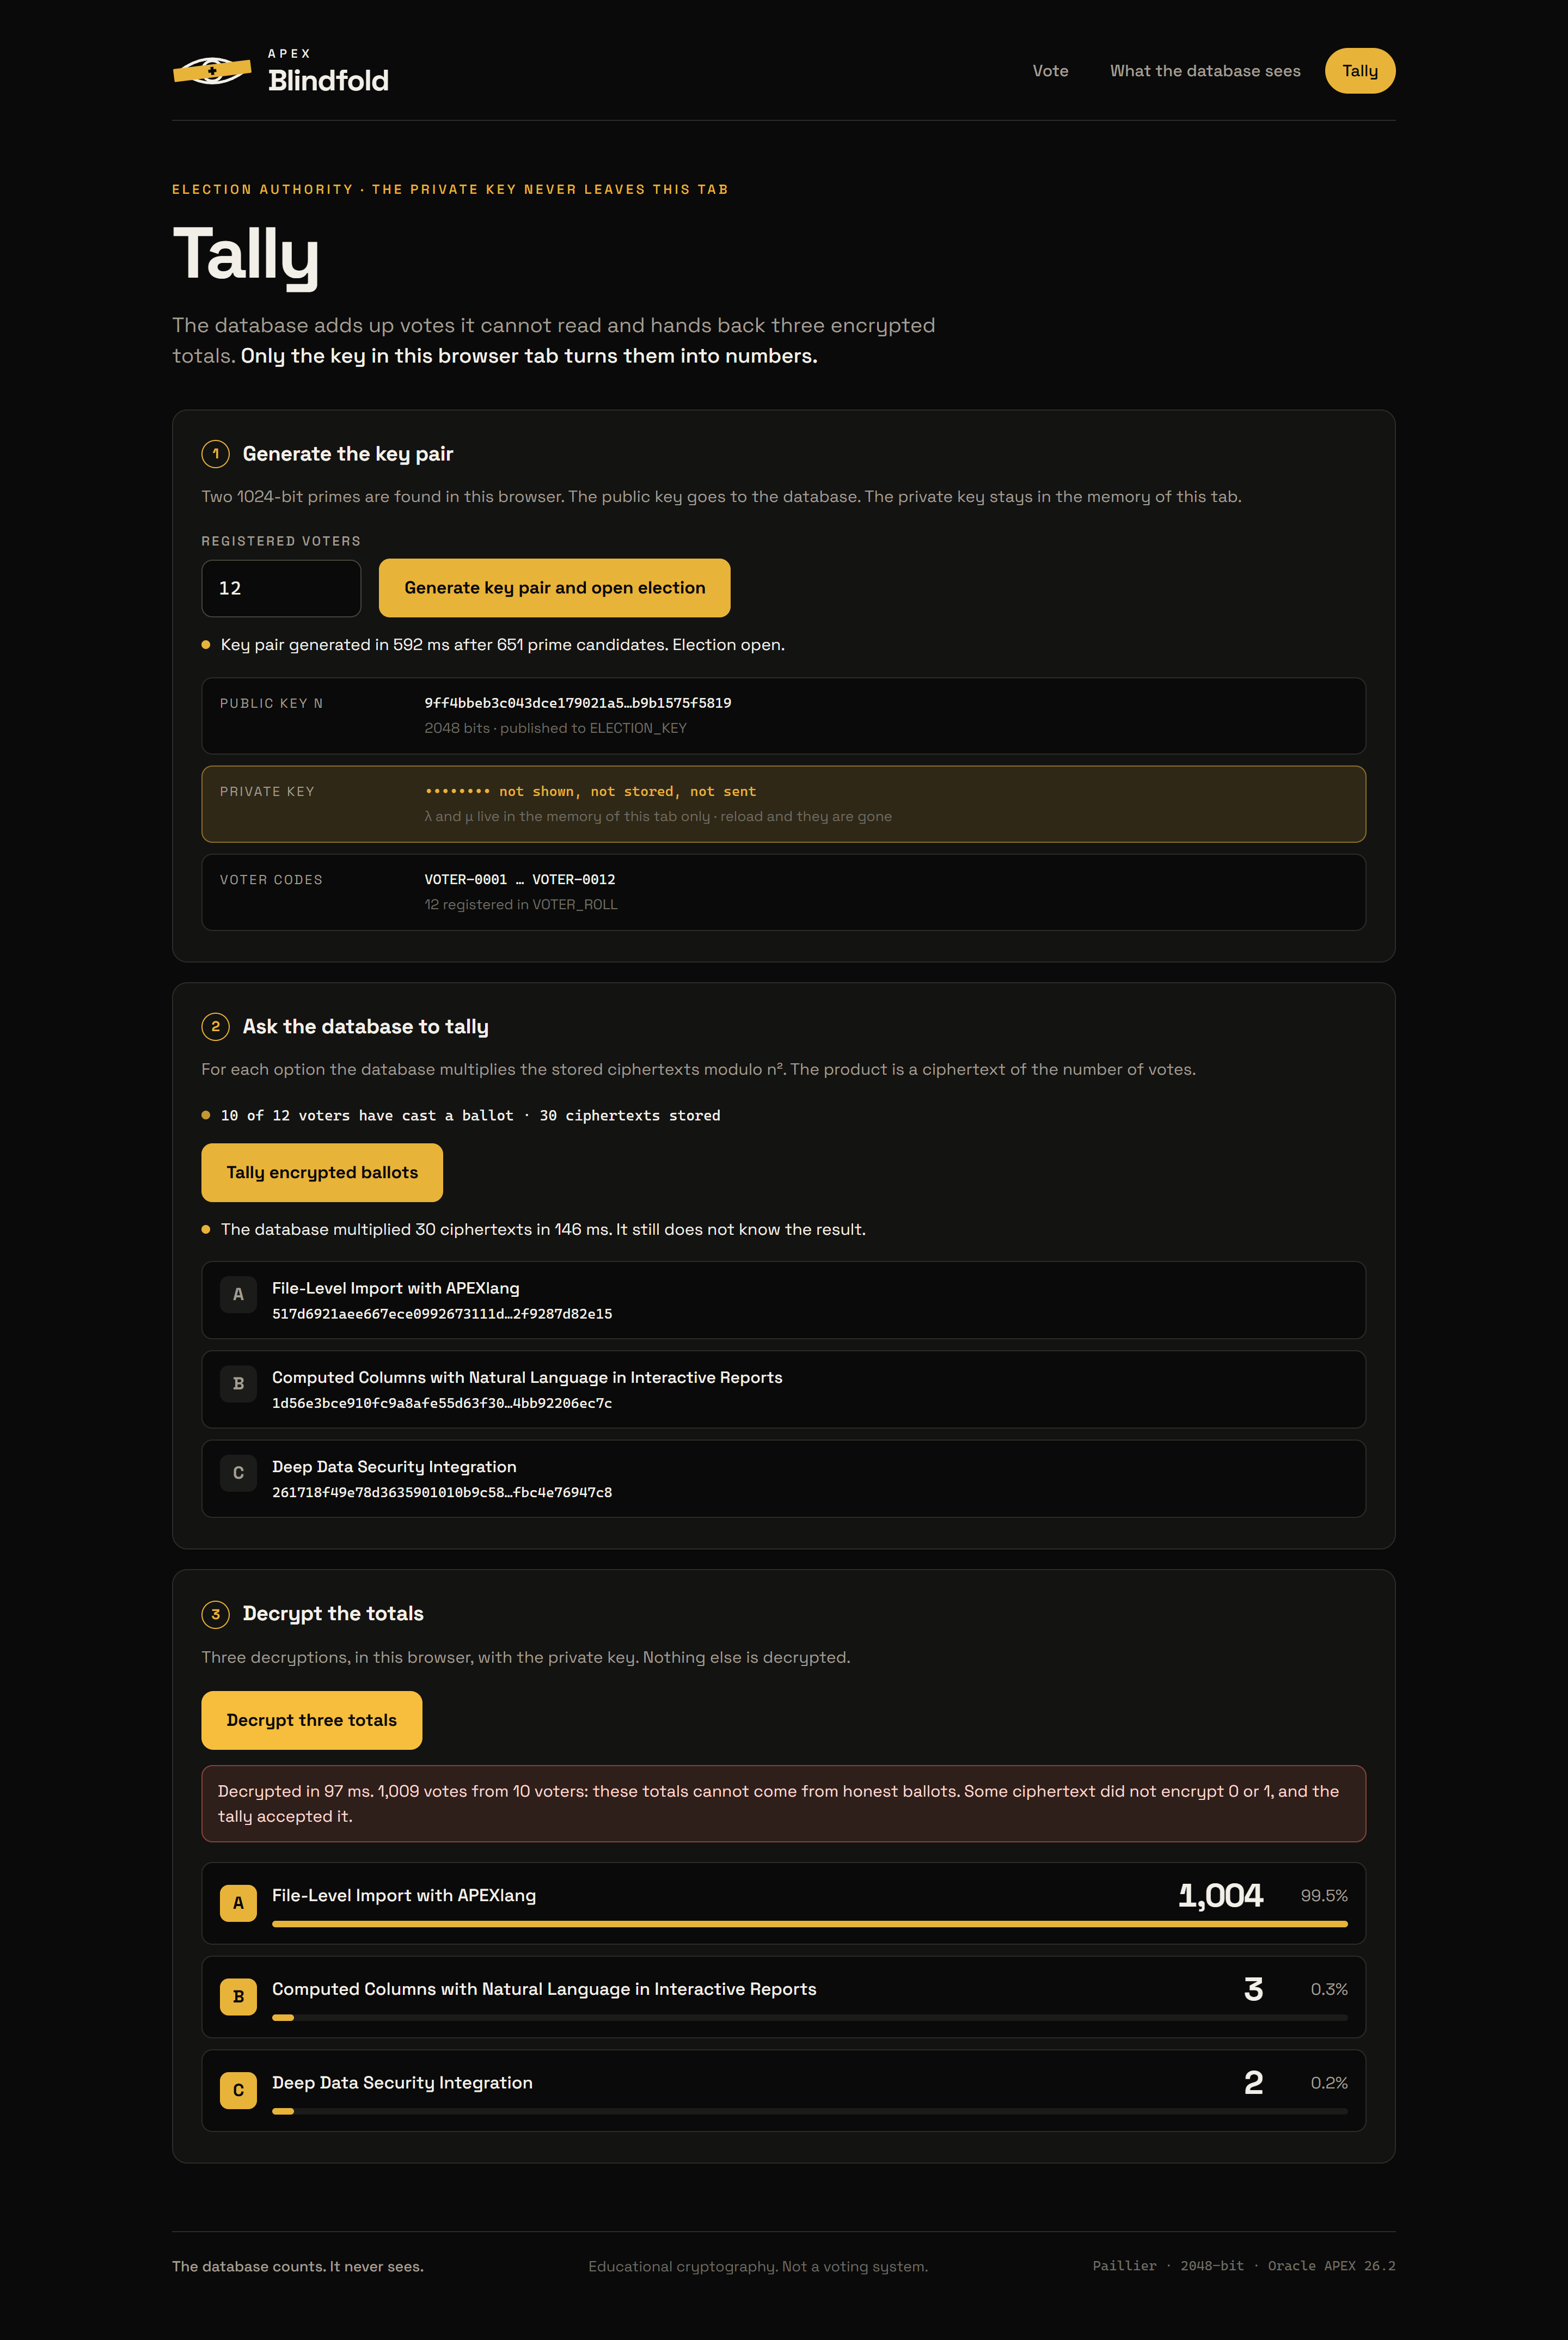 APEX
Blindfold
Vote
What the database sees
Tally
ELECTION AUTHORITY · THE PRIVATE KEY NEVER LEAVES THIS TAB
Tally
The database adds up votes it cannot read and hands back three encrypted
totals. Only the key in this browser tab turns them into numbers.
1 Generate the key pair
Two 1024-bit primes are found in this browser. The public key goes to the database. The private key stays in the memory of this tab.
REGISTERED VOTERS
12
Generate key pair and open election
Key pair generated in 592 ms after 651 prime candidates. Election open.
PUBLIC KEY N
9ff4bbeb3c043dce179021a5…b9b1575f5819
2048 bits · published to ELECTION_KEY
PRIVATE KEY
•••••••• not shown, not stored, not sent
λ and μ live in the memory of this tab only · reload and they are gone
VOTER CODES
VOTER-0001 … VOTER-0012
12 registered in VOTER_ROLL
2 Ask the database to tally
For each option the database multiplies the stored ciphertexts modulo n². The product is a ciphertext of the number of votes.
10 of 12 voters have cast a ballot · 30 ciphertexts stored
Tally encrypted ballots
The database multiplied 30 ciphertexts in 146 ms. It still does not know the result.
A
File-Level Import with APEXlang
517d6921aee667ece0992673111d…2f9287d82e15
B
Computed Columns with Natural Language in Interactive Reports
1d56e3bce910fc9a8afe55d63f30…4bb92206ec7c
C
Deep Data Security Integration
261718f49e78d3635901010b9c58…fbc4e76947c8
3 Decrypt the totals
Three decryptions, in this browser, with the private key. Nothing else is decrypted.
Decrypt three totals
Decrypted in 97 ms. 1,009 votes from 10 voters: these totals cannot come from honest ballots. Some ciphertext did not encrypt 0 or 1, and the
tally accepted it.
A File-Level Import with APEXlang 1,004 99.5%
B Computed Columns with Natural Language in Interactive Reports 3 0.3%
C Deep Data Security Integration 2 0.2%
The database counts. It never sees.
Educational cryptography. Not a voting system.
Paillier · 2048-bit · Oracle APEX 26.2